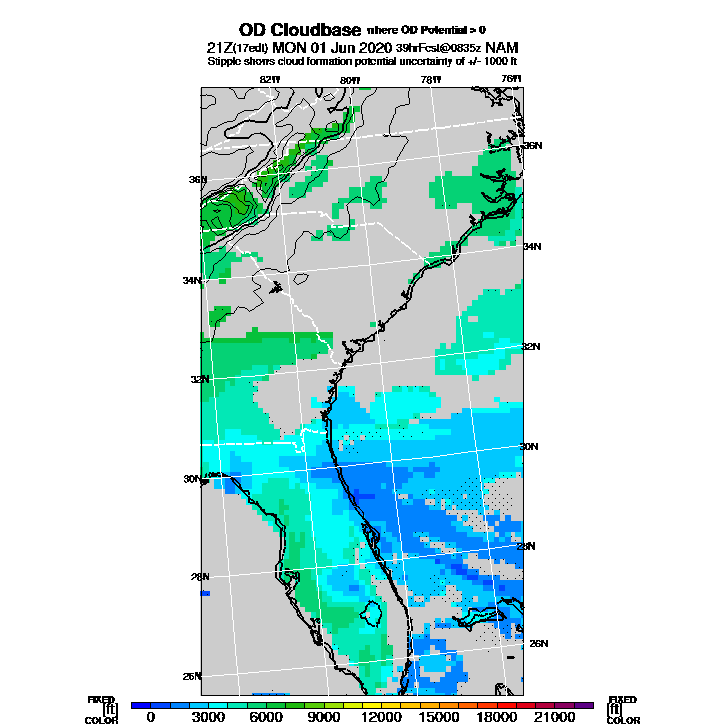 OD Cloudbase where OD Potential > 0
21Z(17edt) MON 01 Jun 2020 39hrFcst@0835z NAM
Stipple shows cloud formation potential uncertainty of +/- 1000 ft
82W 80W 78W 76W
36N
36N
34N
34N
32N
32N
30N
30N
28N
28N
26N
26N
FIXED FIXED
[ft] [ft]
COLOR COLOR
0 3000 6000 9000 12000 15000 18000 21000